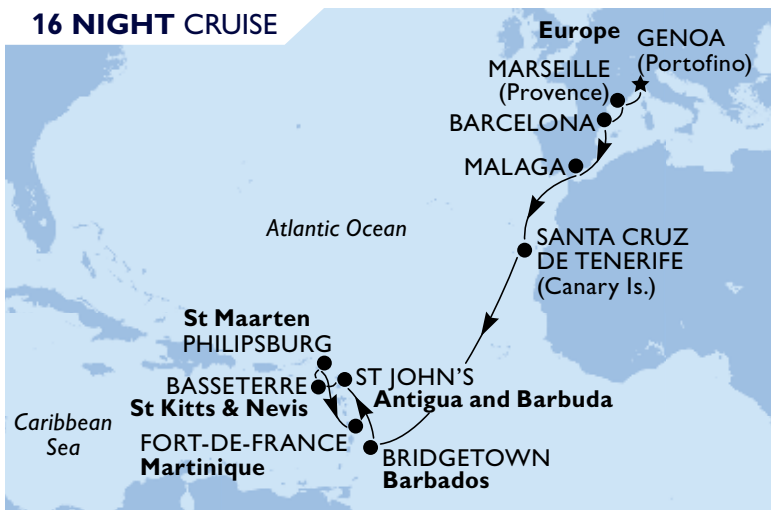 16 NIGHT CRUISE
Europe
GENOA
(Portofino)
MARSEILLE
(Provence)
BARCELONA
MALAGA
Atlantic Ocean
SANTA CRUZ
DE TENERIFE
(Canary Is.)
St Maarten
PHILIPSBURG
BASSETERRE
St Kitts & Nevis
ST JOHN'S
Antigua and Barbuda
Caribbean
Sea
FORT-DE-FRANCE
Martinique
BRIDGETOWN
Barbados